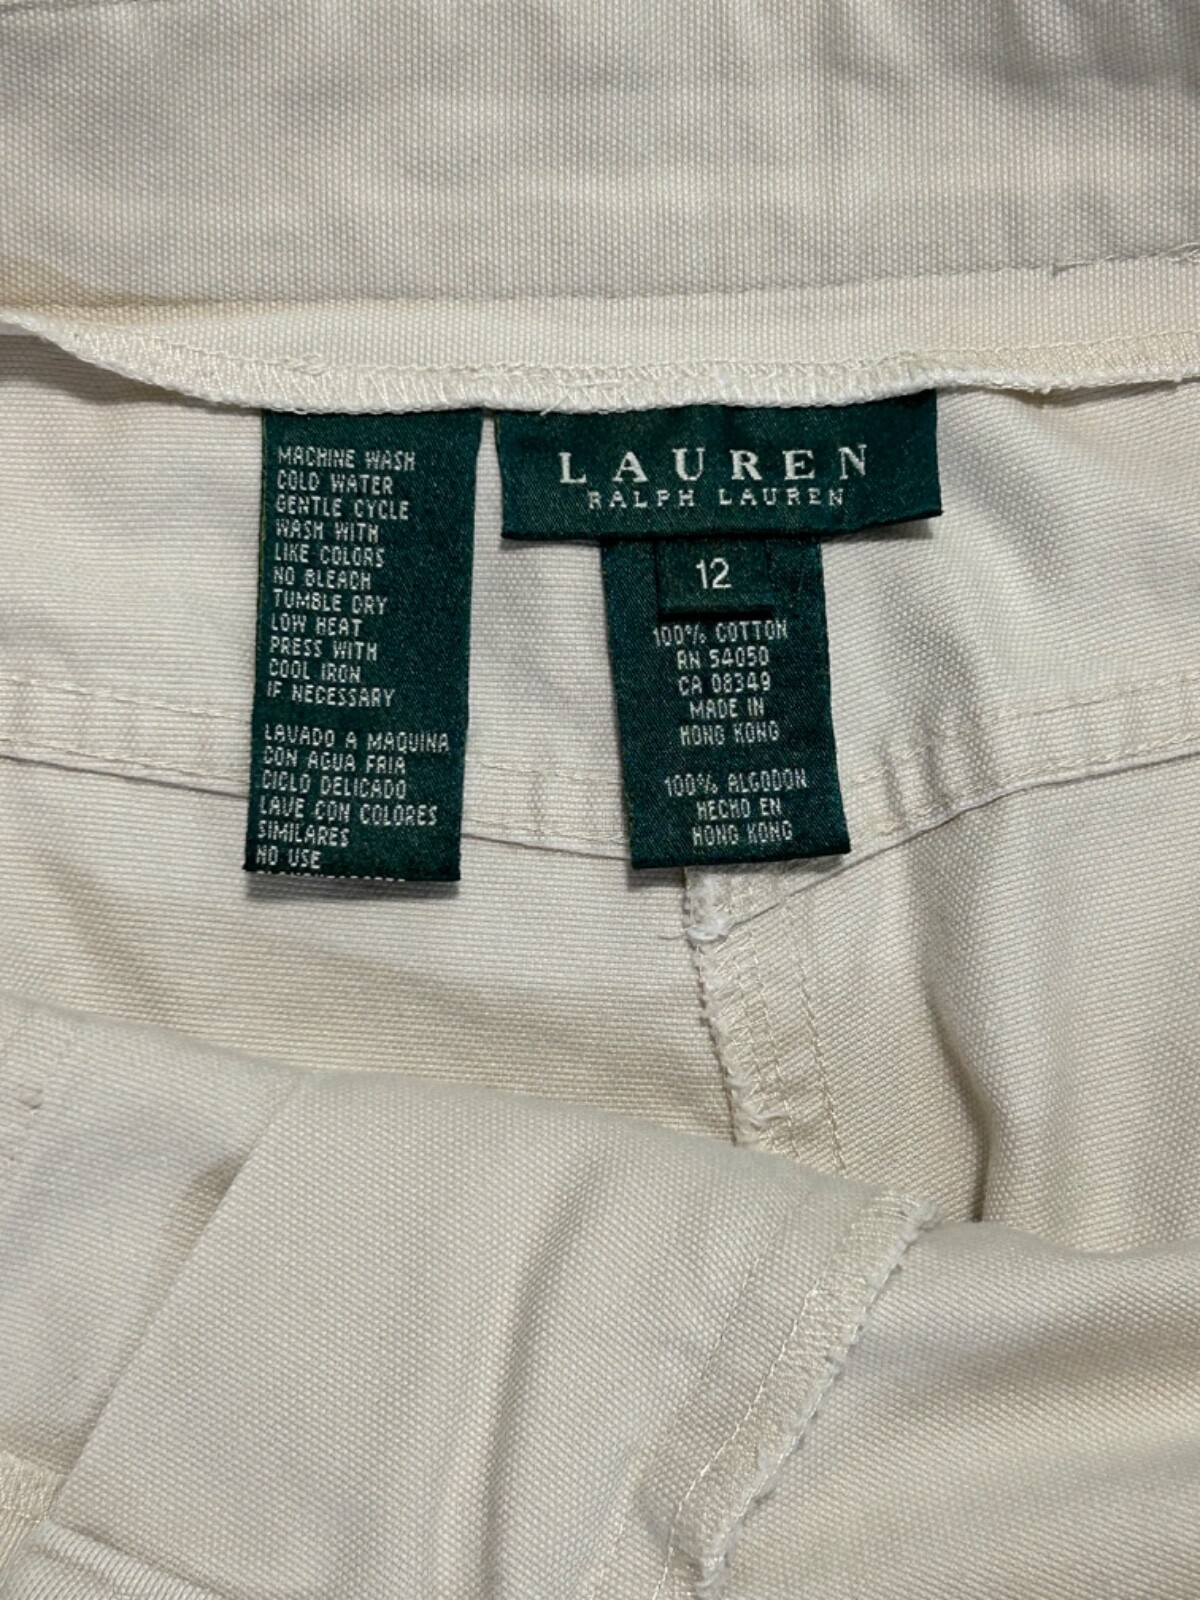 MACHINE WASH
COLD WATER
GENTLE CYCLE
WASH WITH
LIKE COLORS
NO BLEACH
TUMBLE DRY
LOW HEAT
PRESS WITH
COOL IRON
IF NECESSARY
LAVADO A MAQUINA
CON AGUA FRIA
CICLO DELICADO
LAVE CON COLORES
SIMILARES
NO USE
LAUREN
RALPH LAUREN
12
100% COTTON
RN 54050
CA 08349
MADE IN
HONG KONG
100% ALGODON
HECHO EN
HONG KONG